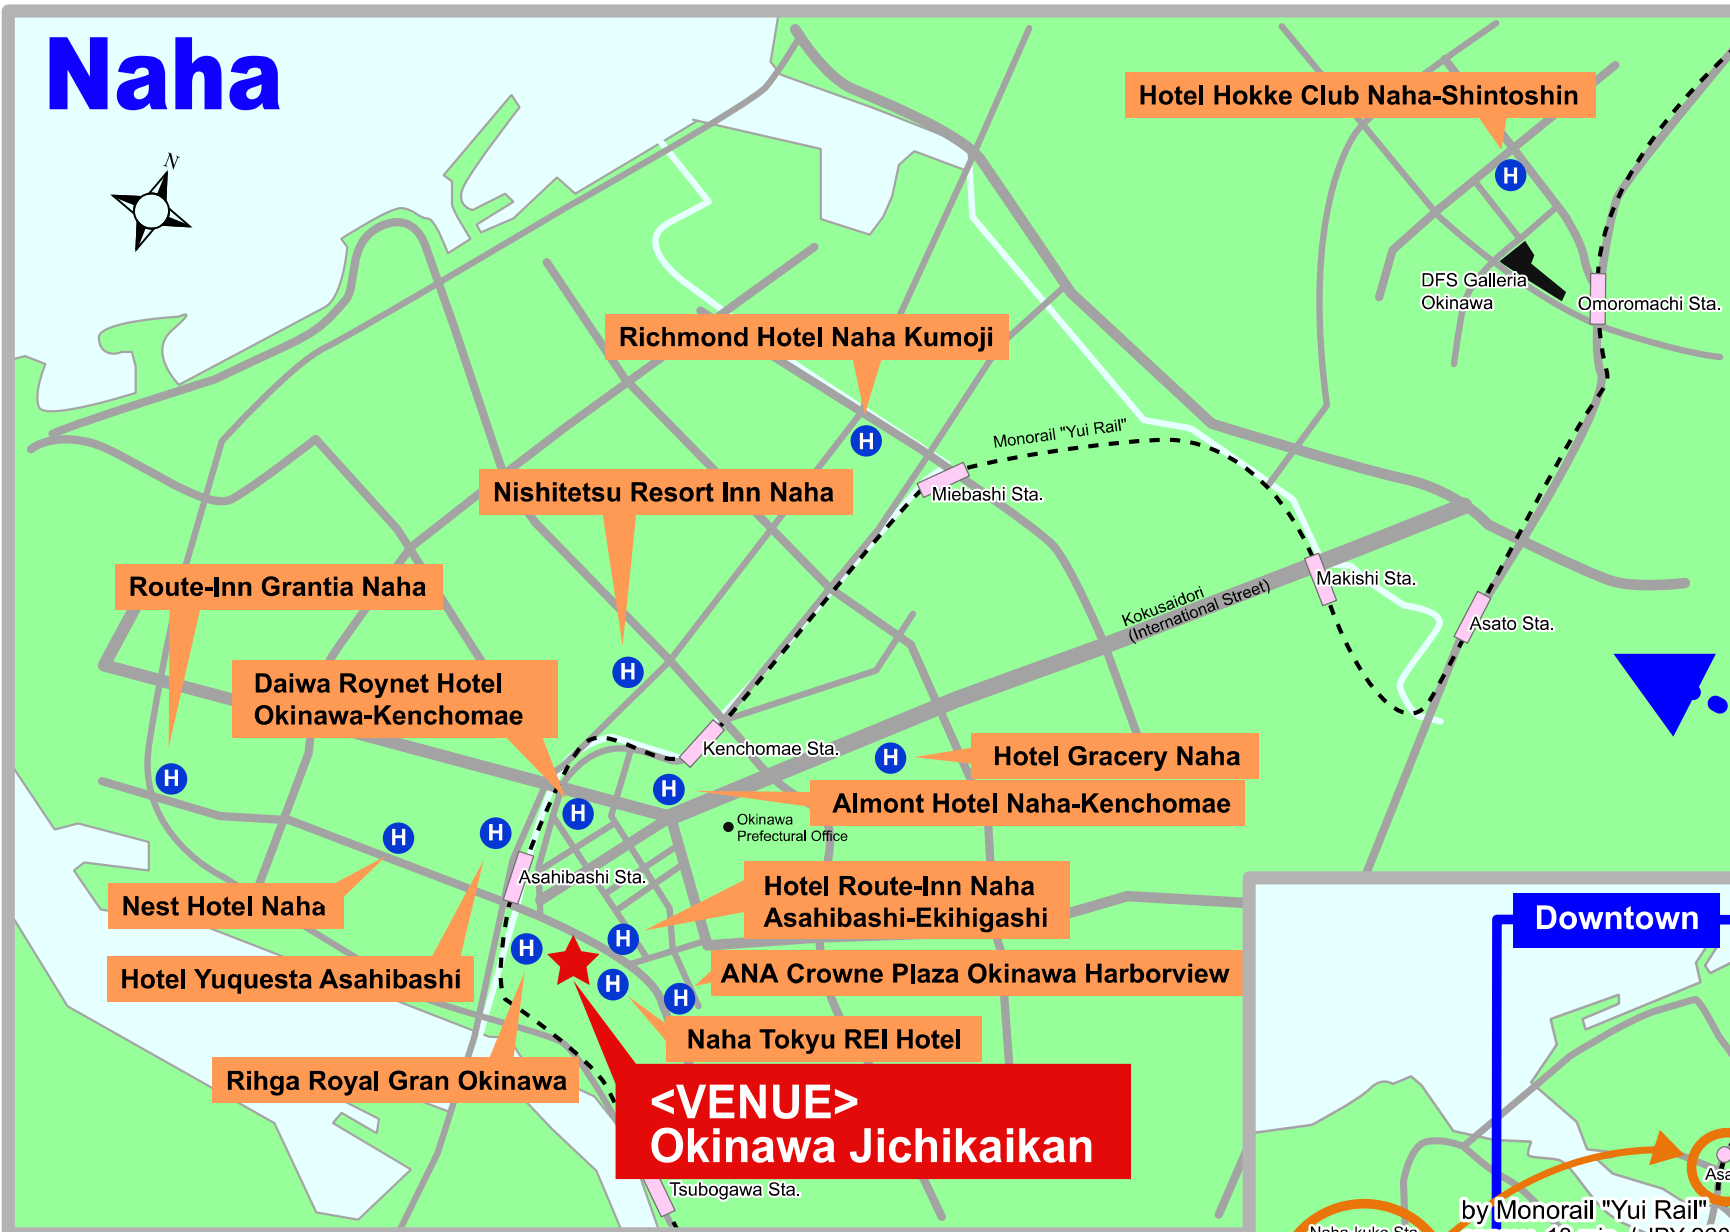 Naha
N
Hotel Hokke Club Naha-Shintoshin
H
DFS Galleria
Okinawa
Omoromachi Sta.
Richmond Hotel Naha Kumoji
H
Monorail "Yui Rail"
Miebashi Sta.
Nishitetsu Resort Inn Naha
H
Route-Inn Grantia Naha
H
Makishi Sta.
Kokusaidori
(International Street)
Asato Sta.
Daiwa Roynet Hotel
Okinawa-Kenchomae
H
Kenchomae Sta.
H
Hotel Gracery Naha
H
Almont Hotel Naha-Kenchomae
Okinawa
Prefectural Office
H
H
Asahibashi Sta.
Nest Hotel Naha
Hotel Route-Inn Naha
Asahibashi-Ekihigashi
H
H
Hotel Yuquesta Asahibashi
ANA Crowne Plaza Okinawa Harborview
H
H
Naha Tokyu REI Hotel
Rihga Royal Gran Okinawa
<VENUE>
Okinawa Jichikaikan
Tsubogawa Sta.
Downtown
Asa
by Monorail "Yui Rail"